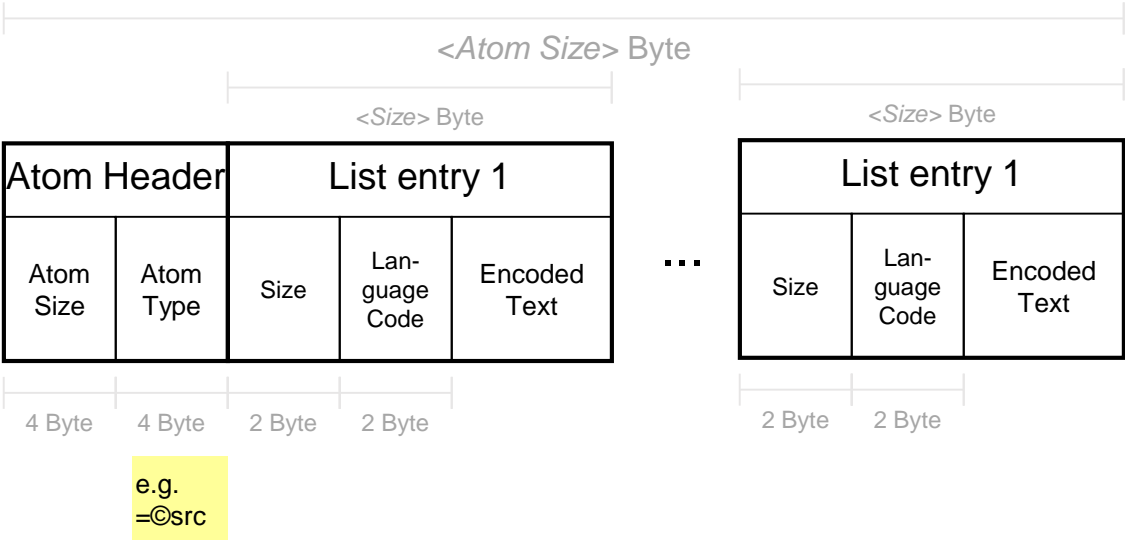 <Atom Size> Byte
<Size> Byte
<Size> Byte
Atom Header
List entry 1
List entry 1
Atom
Size
Atom
Type
Size
Lan-
guage
Code
Encoded
Text
...
Size
Lan-
guage
Code
Encoded
Text
4 Byte
4 Byte
2 Byte
2 Byte
2 Byte
2 Byte
e.g.
=©src